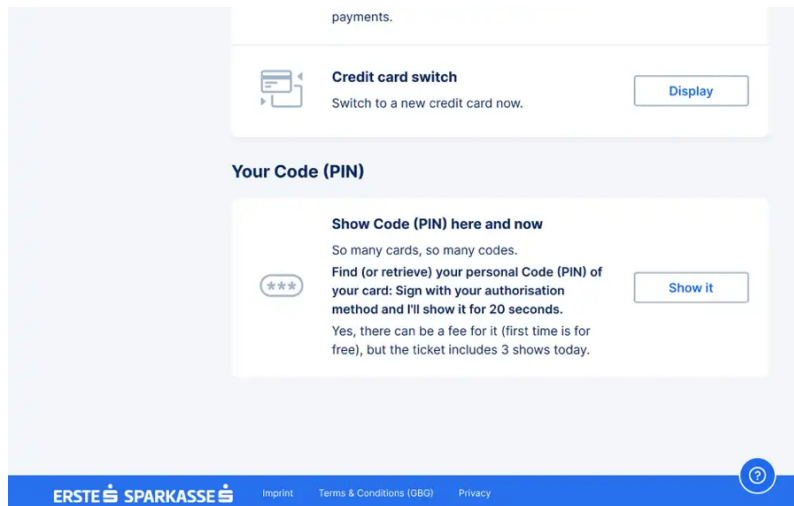 payments.
Credit card switch
Switch to a new credit card now.
Display
Your Code (PIN)
Show Code (PIN) here and now
So many cards, so many codes.
Find (or retrieve) your personal Code (PIN) of
your card: Sign with your authorisation
method and I'll show it for 20 seconds.
Yes, there can be a fee for it (first time is for
free), but the ticket includes 3 shows today.
***
Show it
?
ERSTE SPARKASSE Imprint Terms & Conditions (GBG) Privacy